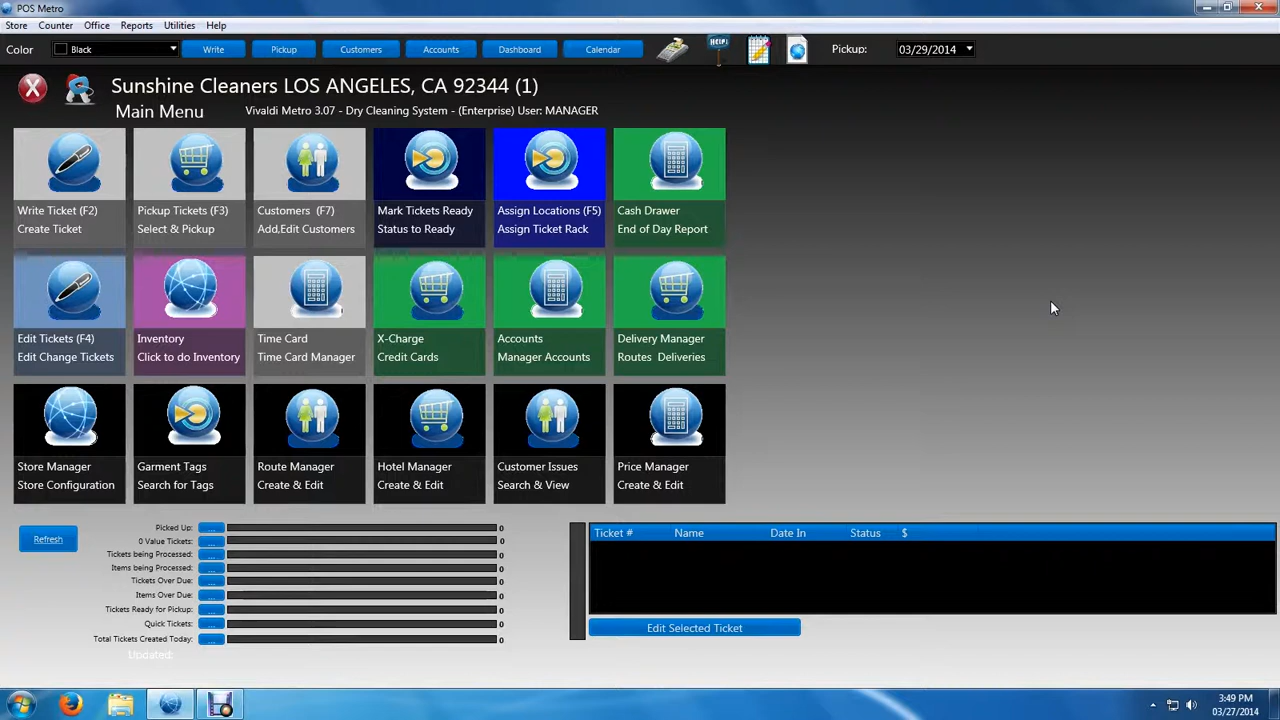 POS Metro
Store Counter Office Reports Utilities Help
Color Black Write Pickup Customers Accounts Dashboard Calendar HELP! Pickup: 03/29/2014
Sunshine Cleaners LOS ANGELES, CA 92344 (1)
Main Menu Vivaldi Metro 3.07 - Dry Cleaning System - (Enterprise) User: MANAGER
Write Ticket (F2) Pickup Tickets (F3) Customers (F7) Mark Tickets Ready Assign Locations (F5) Cash Drawer
Create Ticket Select & Pickup Add,Edit Customers Status to Ready Assign Ticket Rack End of Day Report
Edit Tickets (F4) Inventory Time Card X-Charge Accounts Delivery Manager
Edit Change Tickets Click to do Inventory Time Card Manager Credit Cards Manager Accounts Routes Deliveries
Store Manager Garment Tags Route Manager Hotel Manager Customer Issues Price Manager
Store Configuration Search for Tags Create & Edit Create & Edit Search & View Create & Edit
Refresh
Picked Up: ... 0
0 Value Tickets: ... 0
Tickets being Processed: ... 0
Items being Processed: ... 0
Tickets Over Due: ... 0
Items Over Due: ... 0
Tickets Ready for Pickup: ... 0
Quick Tickets: ... 0
Total Tickets Created Today: ... 0
Updated:
Ticket # Name Date In Status $
Edit Selected Ticket
3:49 PM
03/27/2014